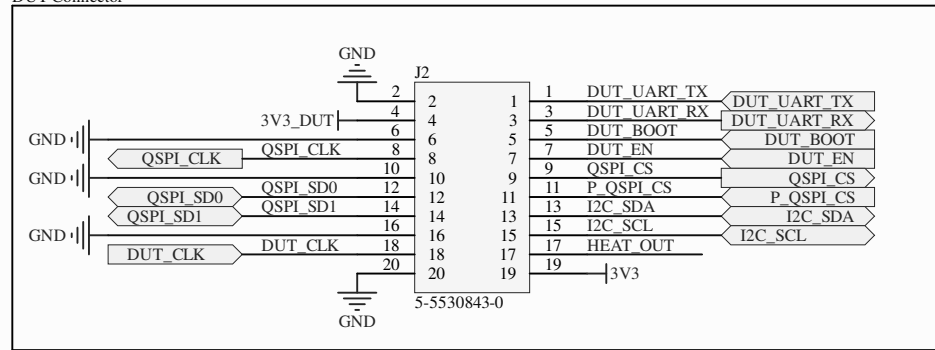 DUT Connector
GND
J2
2 2 1 1 DUT_UART_TX DUT_UART_TX
3V3_DUT 4 4 3 3 DUT_UART_RX DUT_UART_RX
GND 6 6 5 5 DUT_BOOT DUT_BOOT
QSPI_CLK QSPI_CLK 8 8 7 7 DUT_EN DUT_EN
GND 10 10 9 9 QSPI_CS QSPI_CS
QSPI_SD0 QSPI_SD0 12 12 11 11 P_QSPI_CS P_QSPI_CS
QSPI_SD1 QSPI_SD1 14 14 13 13 I2C_SDA I2C_SDA
GND 16 16 15 15 I2C_SCL I2C_SCL
DUT_CLK DUT_CLK 18 18 17 17 HEAT_OUT
20 20 19 19 3V3
5-5530843-0
GND